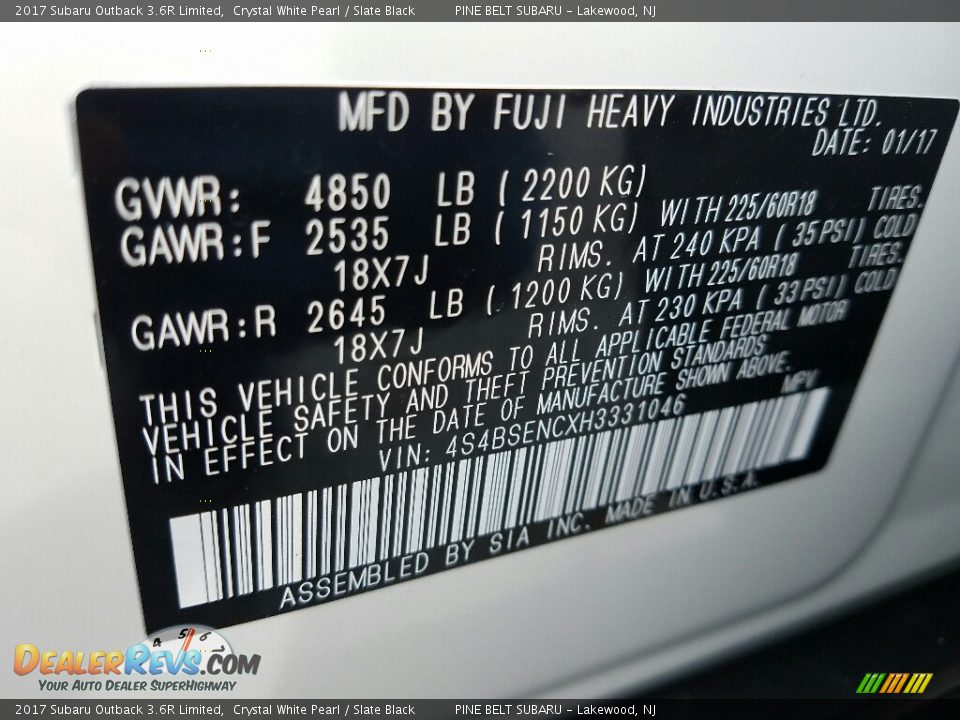 2017 Subaru Outback 3.6R Limited,  Crystal White Pearl / Slate Black  PINE BELT SUBARU - Lakewood, NJ
MFD BY FUJI HEAVY INDUSTRIES LTD.
DATE: 01/17
GVWR: 4850 LB ( 2200 KG)
GAWR:F 2535 LB ( 1150 KG) WITH 225/60R18 TIRES.
18X7J RIMS. AT 240 KPA ( 35 PSI) COLD
GAWR:R 2645 LB ( 1200 KG) WITH 225/60R18 TIRES.
18X7J RIMS. AT 230 KPA ( 33 PSI) COLD
THIS VEHICLE CONFORMS TO ALL APPLICABLE FEDERAL MOTOR
VEHICLE SAFETY AND THEFT PREVENTION STANDARDS
IN EFFECT ON THE DATE OF MANUFACTURE SHOWN ABOVE.
VIN: 4S4BSENCXH3331046 MPV
ASSEMBLED BY SIA INC. MADE IN U.S.A.
4 5 6
DEALERREVS.COM
YOUR AUTO DEALER SUPERHIGHWAY
2017 Subaru Outback 3.6R Limited,  Crystal White Pearl / Slate Black  PINE BELT SUBARU - Lakewood, NJ